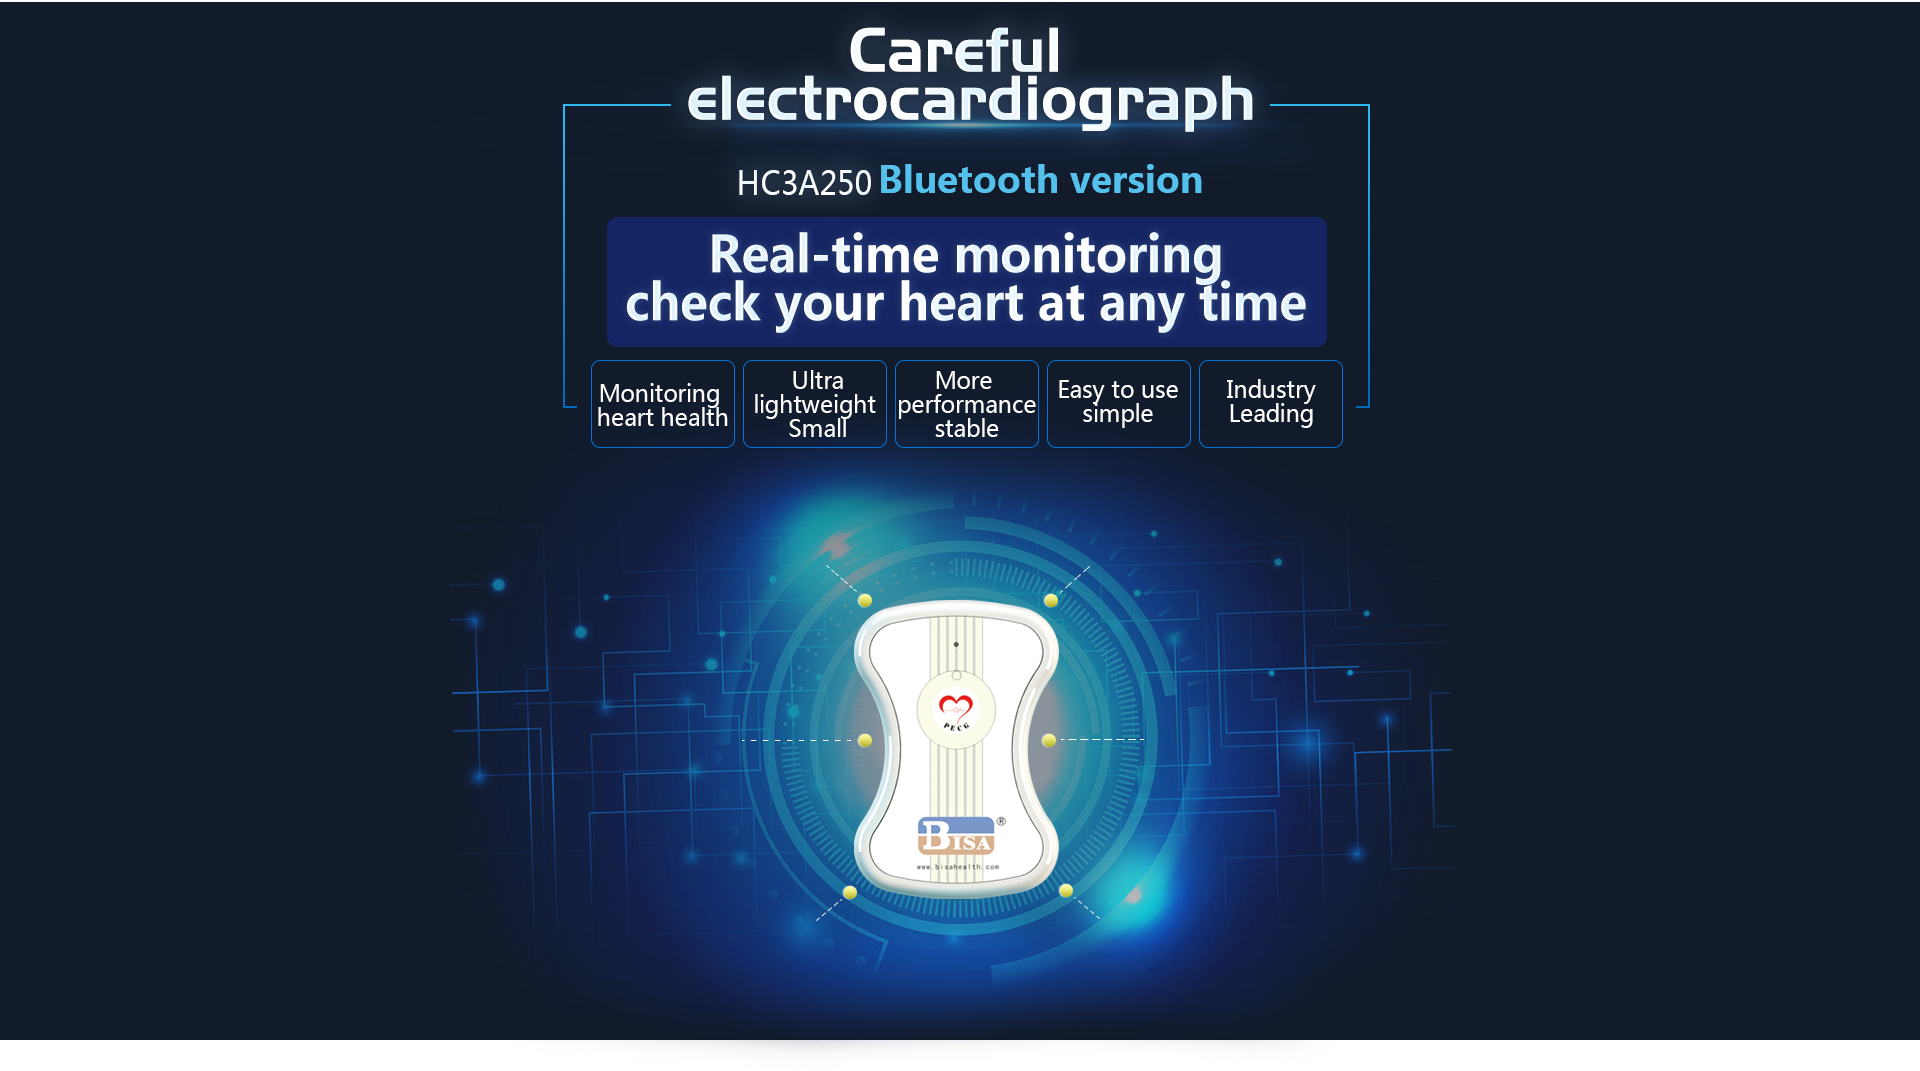 Careful
electrocardiograph
HC3A250 Bluetooth version
Real-time monitoring
check your heart at any time
Monitoring
heart health
Ultra
lightweight
Small
More
performance
stable
Easy to use
simple
Industry
Leading
PECG
BISA®
www.bisahealth.com